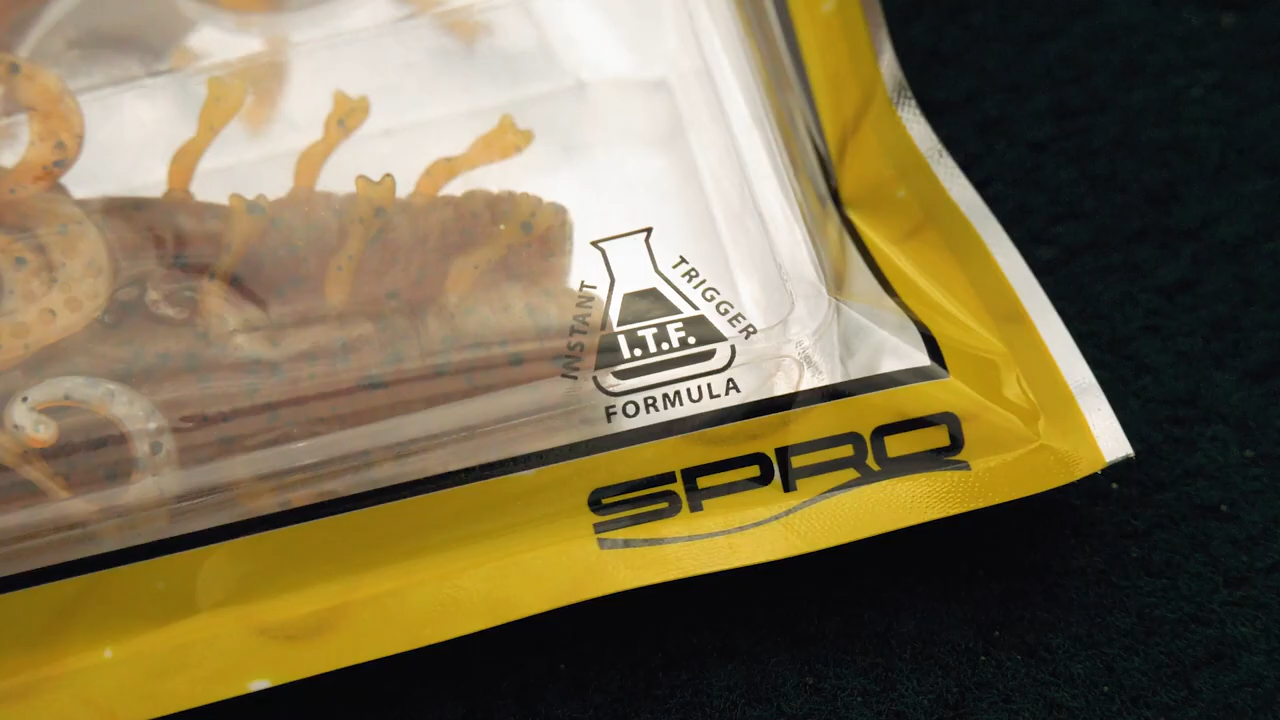 INSTANT
TRIGGER
I.T.F.
FORMULA
SPRO